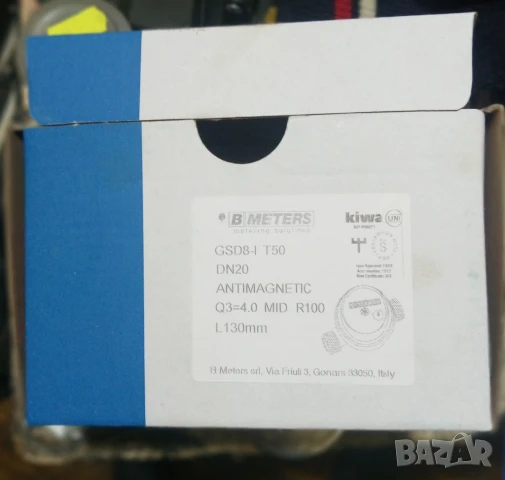 B METERS
metering solutions
kiwa
UNI
GSD8-I T50
DN20
ANTIMAGNETIC
Q3=4.0 MID R100
L130mm
B Meters srl, Via Friuli 3, Gonars 33050, Italy
BAZAR